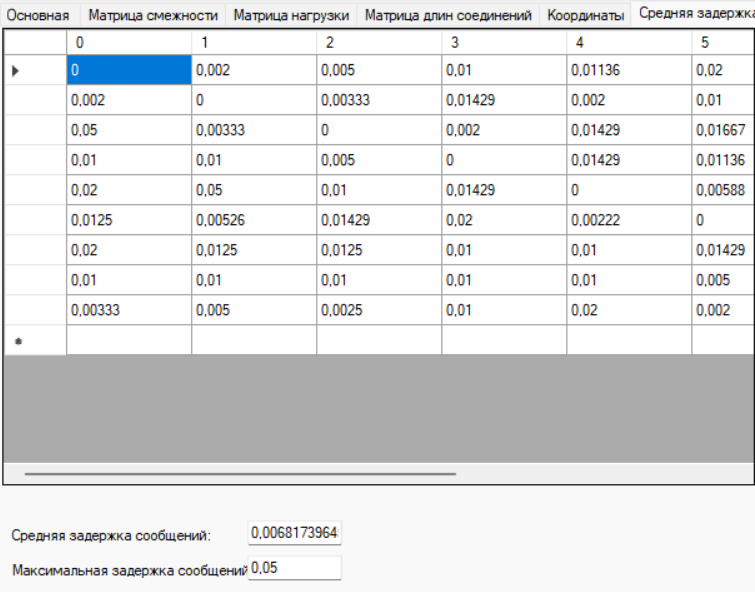 Основная Матрица смежности Матрица нагрузки Матрица длин соединений Координаты Средняя задержка
0 1 2 3 4 5
0 0,002 0,005 0,01 0,01136 0,02
0,002 0 0,00333 0,01429 0,002 0,01
0,05 0,00333 0 0,002 0,01429 0,01667
0,01 0,01 0,005 0 0,01429 0,01136
0,02 0,05 0,01 0,01429 0 0,00588
0,0125 0,00526 0,01429 0,02 0,00222 0
0,02 0,0125 0,0125 0,01 0,01 0,01429
0,01 0,01 0,01 0,01 0,01 0,005
0,00333 0,005 0,0025 0,01 0,02 0,002
Средняя задержка сообщений: 0,0068173964
Максимальная задержка сообщений 0,05